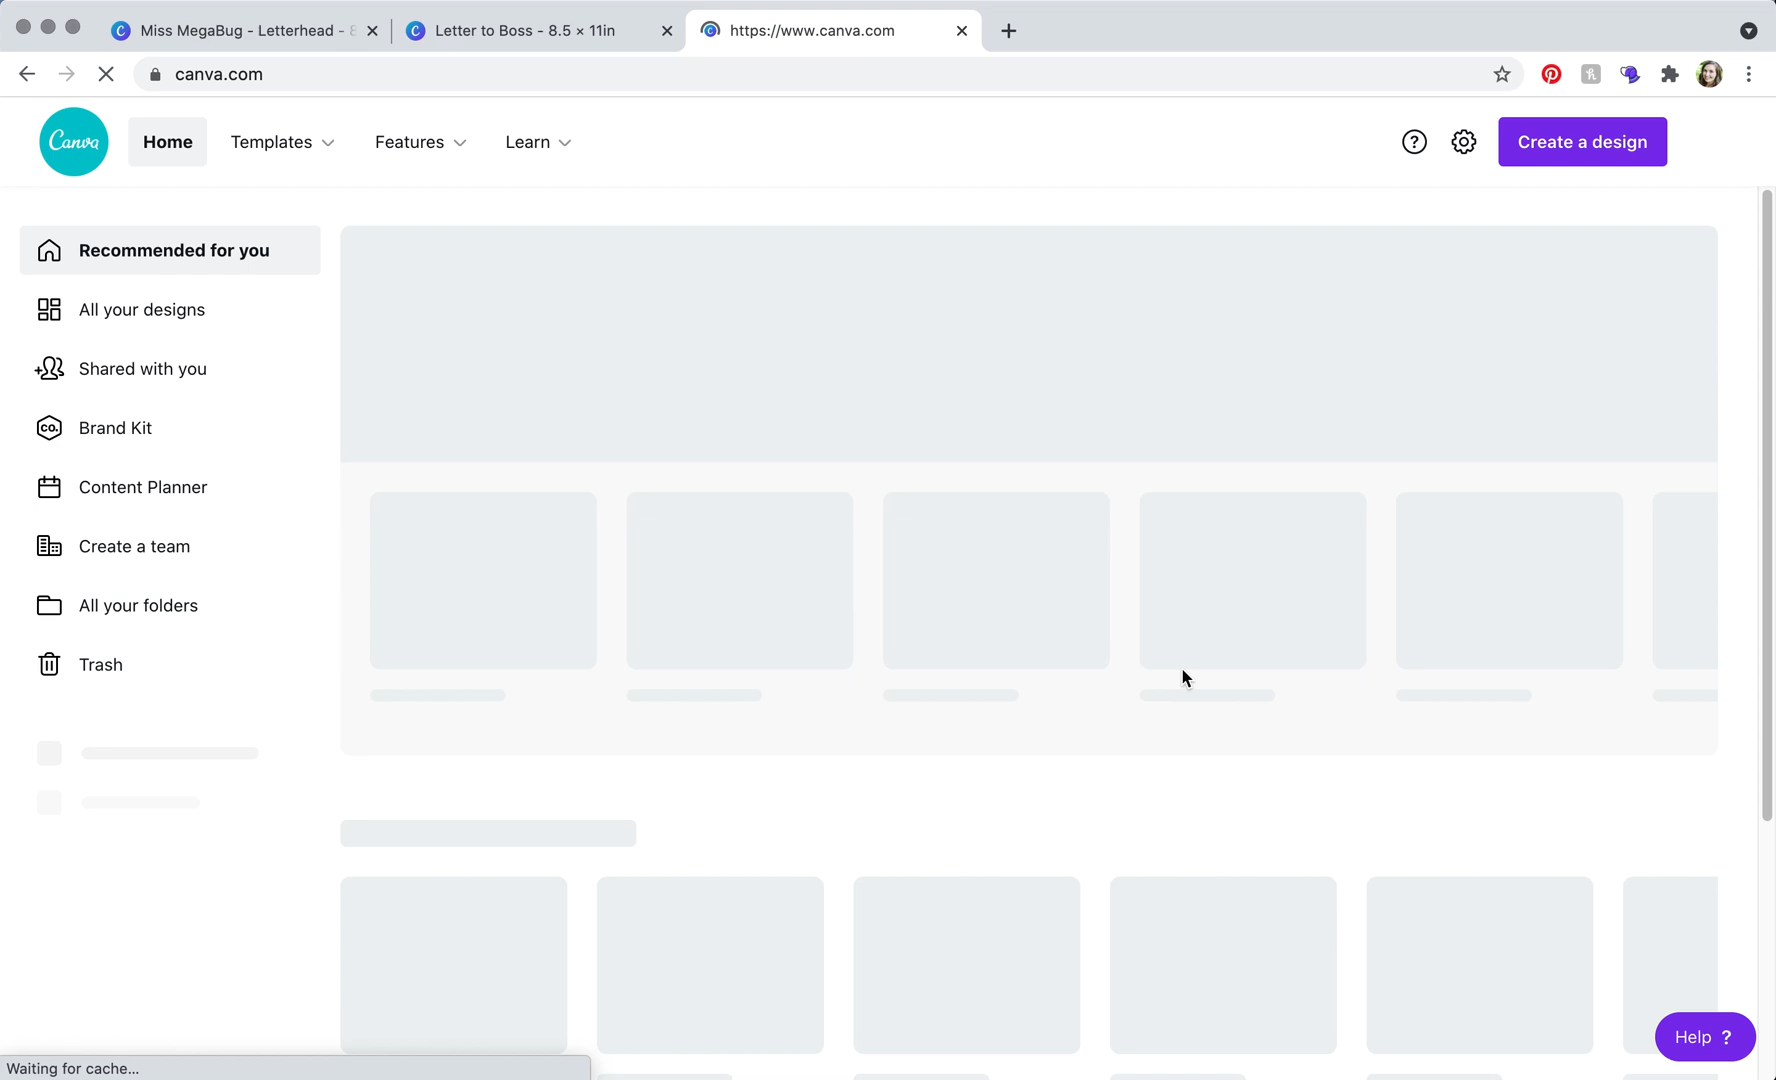 Miss MegaBug - Letterhead - 8
Letter to Boss - 8.5 × 11in
https://www.canva.com
canva.com
Canva
Home
Templates
Features
Learn
?
Create a design
Recommended for you
All your designs
Shared with you
CO.
Brand Kit
Content Planner
Create a team
All your folders
Trash
Help ?
Waiting for cache...